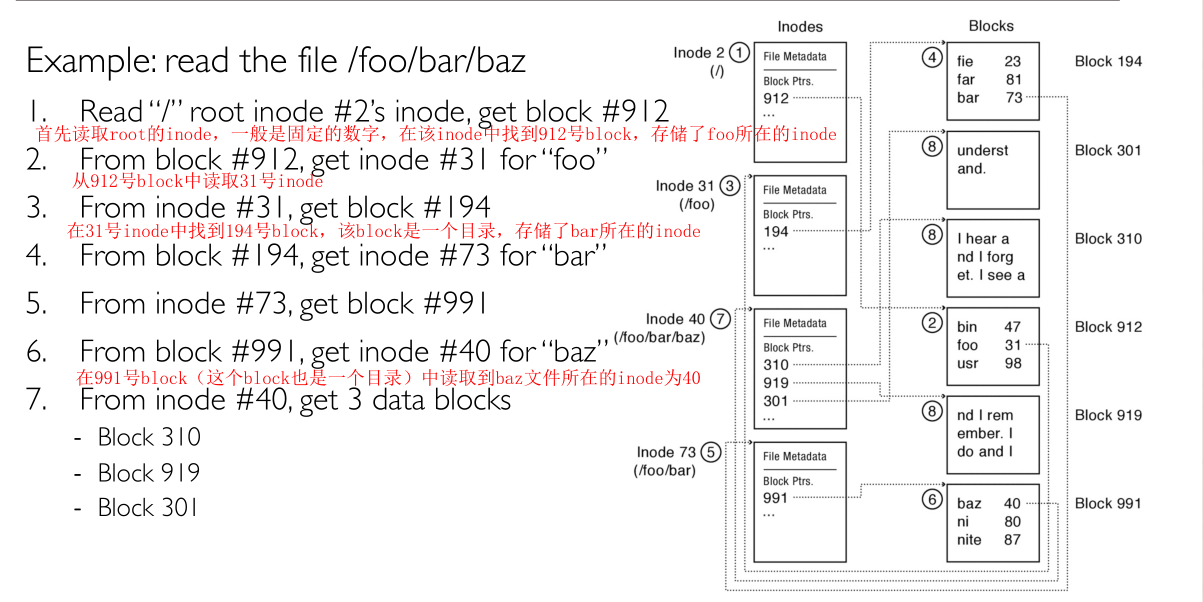 Example: read the file /foo/bar/baz
1. Read “/” root inode #2’s inode, get block #912
首先读取root的inode，一般是固定的数字，在该inode中找到912号block，存储了foo所在的inode
2. From block #912, get inode #31 for “foo”
从912号block中读取31号inode
3. From inode #31, get block #194
在31号inode中找到194号block，该block是一个目录，存储了bar所在的inode
4. From block #194, get inode #73 for “bar”
5. From inode #73, get block #991
6. From block #991, get inode #40 for “baz”
在991号block（这个block也是一个目录）中读取到baz文件所在的inode为40
7. From inode #40, get 3 data blocks
- Block 310
- Block 919
- Block 301
Inodes
Inode 2 ①
(/)
File Metadata
Block Ptrs.
912
...
Inode 31 ③
(/foo)
File Metadata
Block Ptrs.
194
...
Inode 40 ⑦
(/foo/bar/baz)
File Metadata
Block Ptrs.
310
919
301
...
Inode 73 ⑤
(/foo/bar)
File Metadata
Block Ptrs.
991
...
Blocks
④
fie 23
far 81
bar 73
Block 194
⑧
underst
and.
Block 301
⑧
I hear a
nd I forg
et. I see a
Block 310
②
bin 47
foo 31
usr 98
Block 912
⑧
nd I rem
ember. I
do and I
Block 919
⑥
baz 40
ni 80
nite 87
Block 991